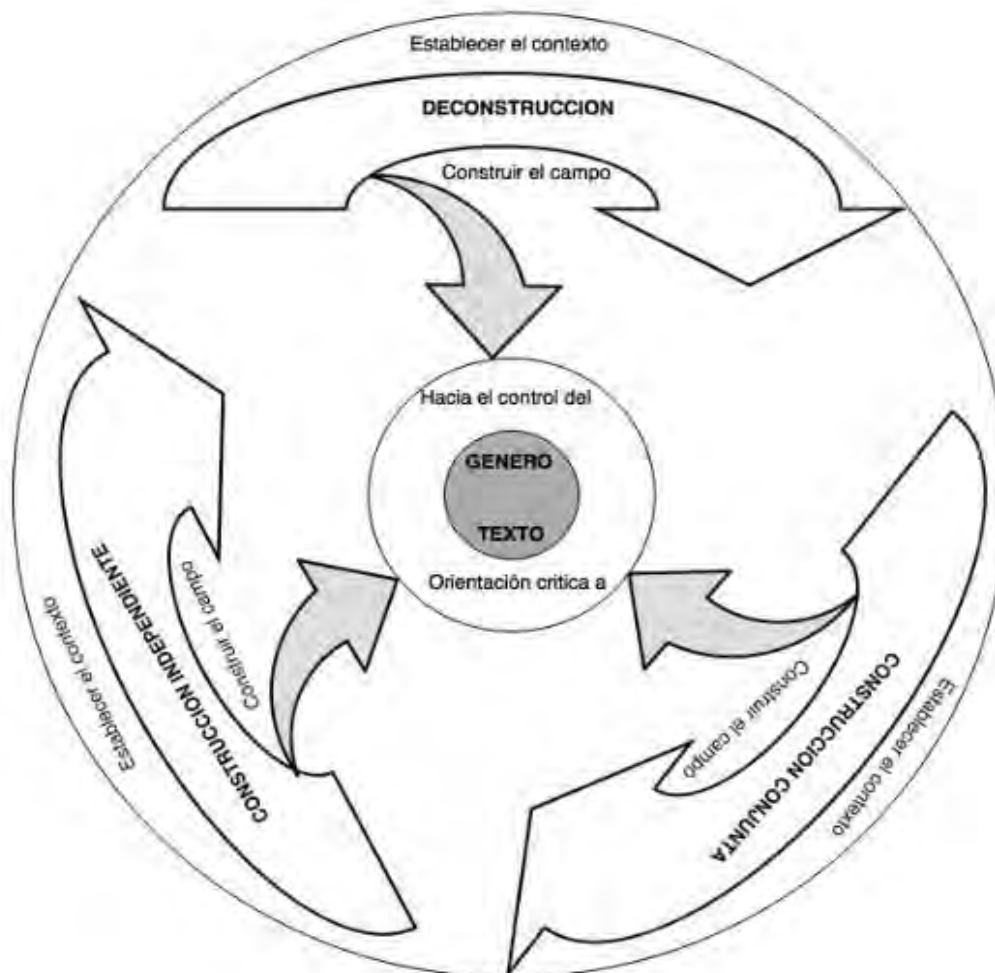 Establecer el contexto
DECONSTRUCCION
Construir el campo
Hacia el control del
GENERO
TEXTO
Orientación critica a
Construir el campo
CONSTRUCCION CONJUNTA
Establecer el contexto
Construir el campo
CONSTRUCCION INDEPENDIENTE
Establecer el contexto